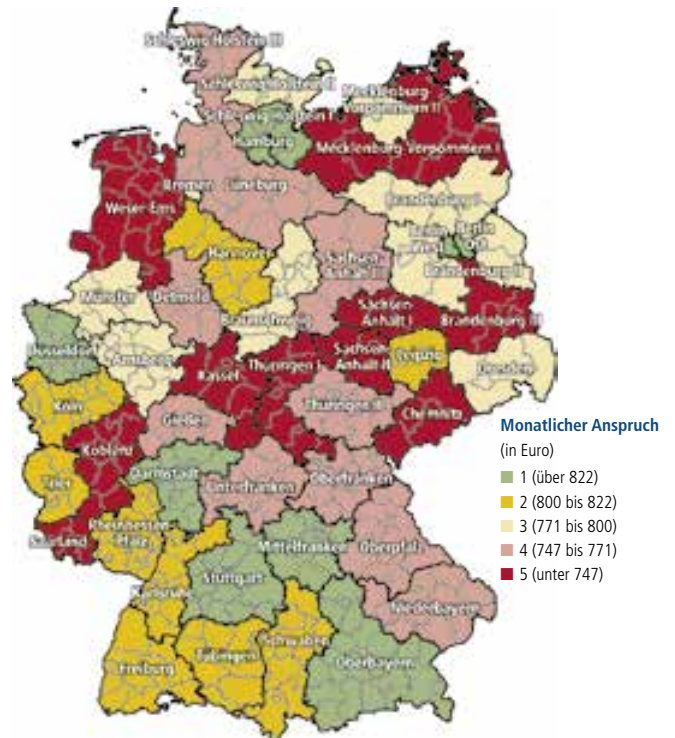 Schleswig-Holstein III
Schleswig-Holstein II
Mecklenburg-
Vorpommern II
Schleswig-Holstein I
Hamburg
Mecklenburg-Vorpommern I
Bremen
Lüneburg
Weser-Ems
Brandenburg I
Berlin
West
Berlin
Ost
Hannover
Sachsen-
Anhalt III
Brandenburg II
Münster
Detmold
Braunschweig
Sachsen-
Anhalt I
Brandenburg III
Düsseldorf
Arnsberg
Kassel
Thüringen I
Sachsen-
Anhalt II
Leipzig
Dresden
Köln
Gießen
Thüringen II
Chemnitz
Koblenz
Monatlicher Anspruch
(in Euro)
1 (über 822)
2 (800 bis 822)
3 (771 bis 800)
4 (747 bis 771)
5 (unter 747)
Trier
Darmstadt
Unterfranken
Oberfranken
Saarland
Rheinhessen-
Pfalz
Mittelfranken
Oberpfalz
Karlsruhe
Stuttgart
Niederbayern
Freiburg
Tübingen
Schwaben
Oberbayern